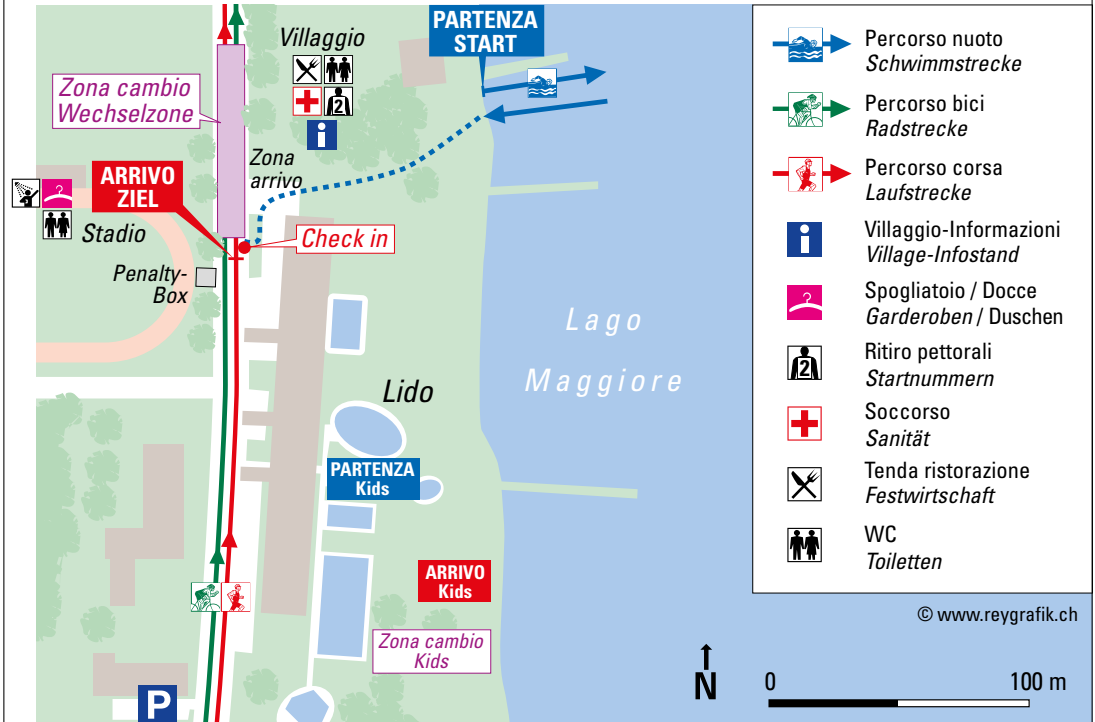 Villaggio
PARTENZA
START
Zona cambio
Wechselzone
2
i
Zona
arrivo
ARRIVO
ZIEL
Stadio
Check in
Penalty-
Box
Lago
Maggiore
Lido
PARTENZA
Kids
ARRIVO
Kids
Zona cambio
Kids
P
Percorso nuoto
Schwimmstrecke
Percorso bici
Radstrecke
Percorso corsa
Laufstrecke
i
Villaggio-Informazioni
Village-Infostand
Spogliatoio / Docce
Garderoben / Duschen
2
Ritiro pettorali
Startnummern
Soccorso
Sanität
Tenda ristorazione
Festwirtschaft
WC
Toiletten
© www.reygrafik.ch
N
0 100 m